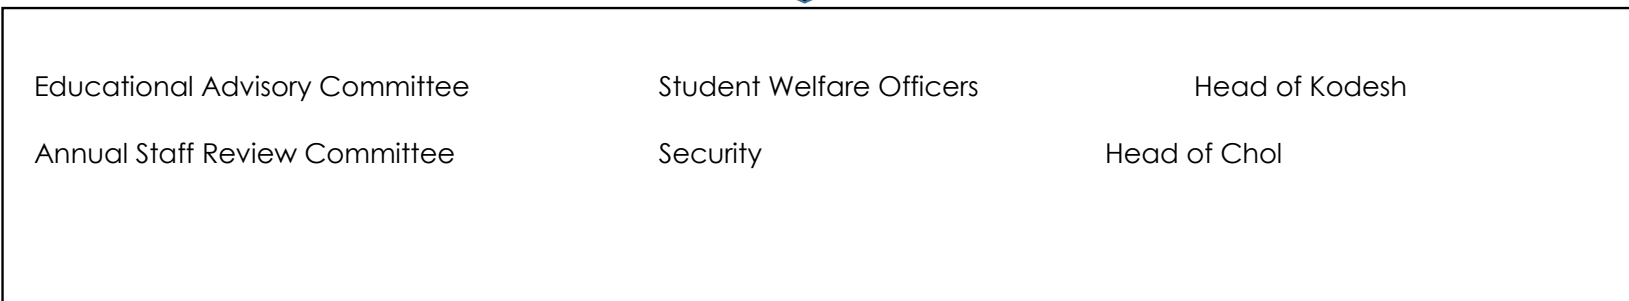 Educational Advisory Committee Student Welfare Officers Head of Kodesh
Annual Staff Review Committee Security Head of Chol